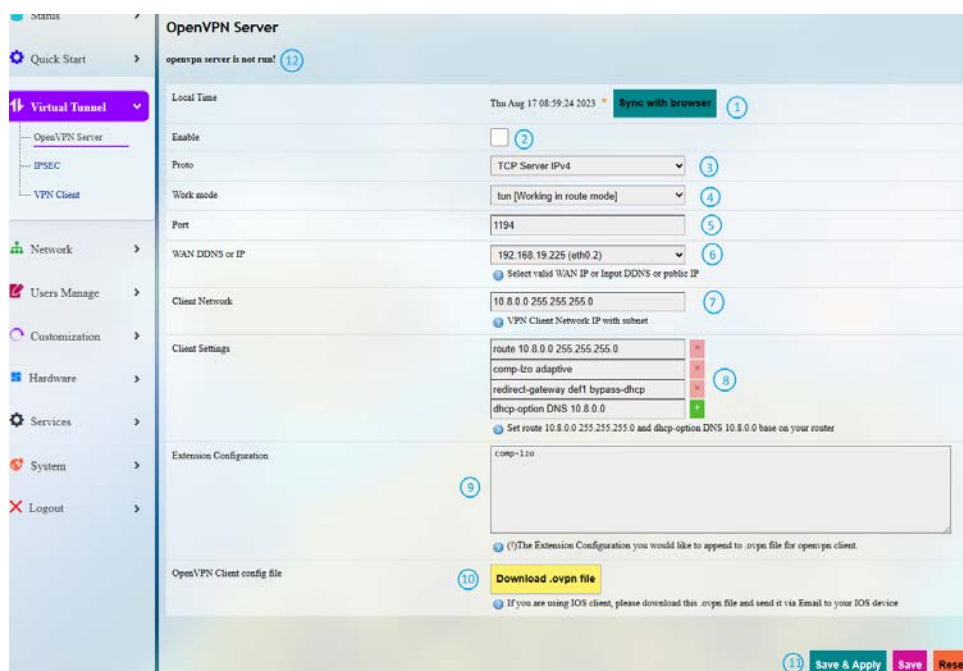 Status
Quick Start
Virtual Tunnel
OpenVPN Server
IPSEC
VPN Client
Network
Users Manage
Customization
Hardware
Services
System
Logout
OpenVPN Server
openvpn server is not run! 12
Local Time Thu Aug 17 08:59:24 2023 * Sync with browser 1
Enable 2
Proto TCP Server IPv4 3
Work mode tun [Working in route mode] 4
Port 1194 5
WAN DDNS or IP 192.168.19.225 (eth0.2) 6
Select valid WAN IP or Input DDNS or public IP
Client Network 10.8.0.0 255.255.255.0 7
VPN Client Network IP with subnet
Client Settings route 10.8.0.0 255.255.255.0
comp-lzo adaptive
redirect-gateway def1 bypass-dhcp 8
dhcp-option DNS 10.8.0.0
Set route 10.8.0.0 255.255.255.0 and dhcp-option DNS 10.8.0.0 base on your router
Extension Configuration comp-lzo
9
(!)The Extension Configuration you would like to append to .ovpn file for openvpn client.
OpenVPN Client config file 10 Download .ovpn file
If you are using IOS client, please download this .ovpn file and send it via Email to your IOS device
11 Save & Apply Save Rese